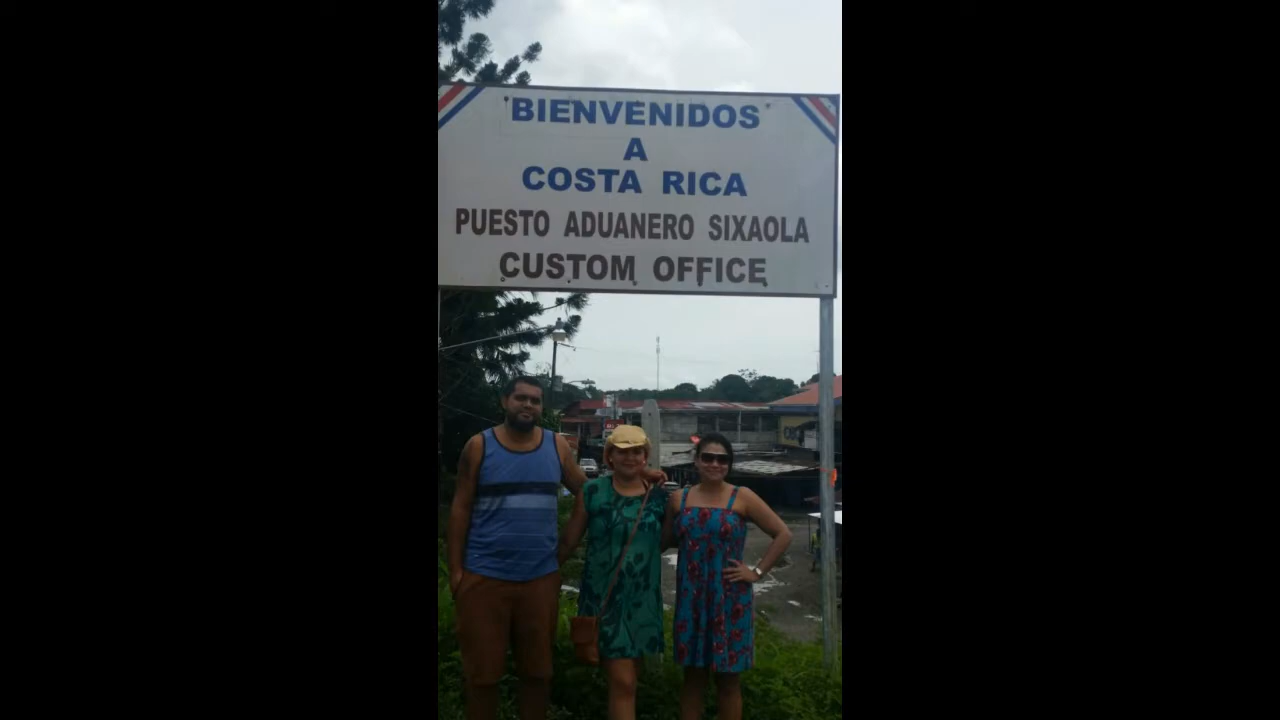 BIENVENIDOS
A
COSTA RICA
PUESTO ADUANERO SIXAOLA
CUSTOM OFFICE